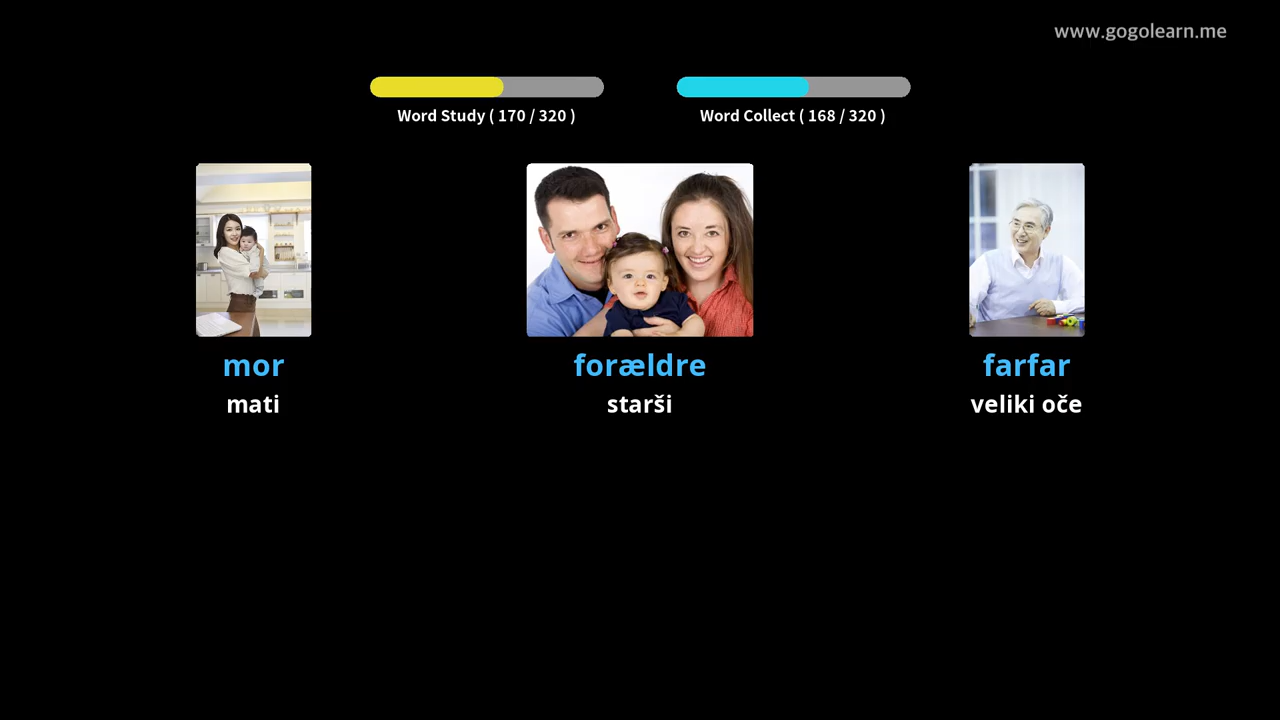 www.gogolearn.me
Word Study ( 170 / 320 )
Word Collect ( 168 / 320 )
mor
mati
forældre
starši
farfar
veliki oče